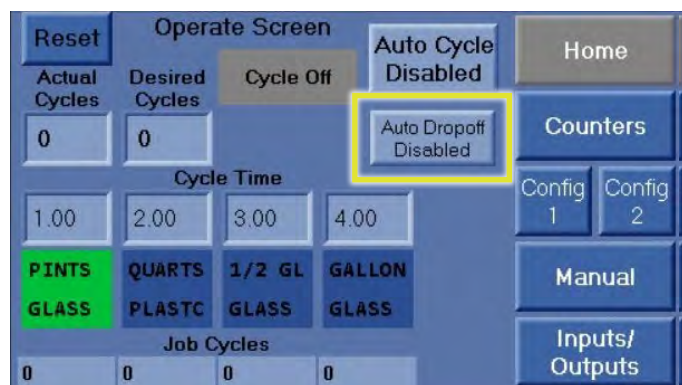 Reset
Operate Screen
Auto Cycle
Disabled
Home
Actual
Cycles
Desired
Cycles
Cycle Off
0
0
Auto Dropoff
Disabled
Counters
Cycle Time
Config
1
Config
2
1.00
2.00
3.00
4.00
PINTS
GLASS
QUARTS
PLASTC
1/2 GL
GLASS
GALLON
GLASS
Manual
Job Cycles
0
0
0
0
Inputs/
Outputs